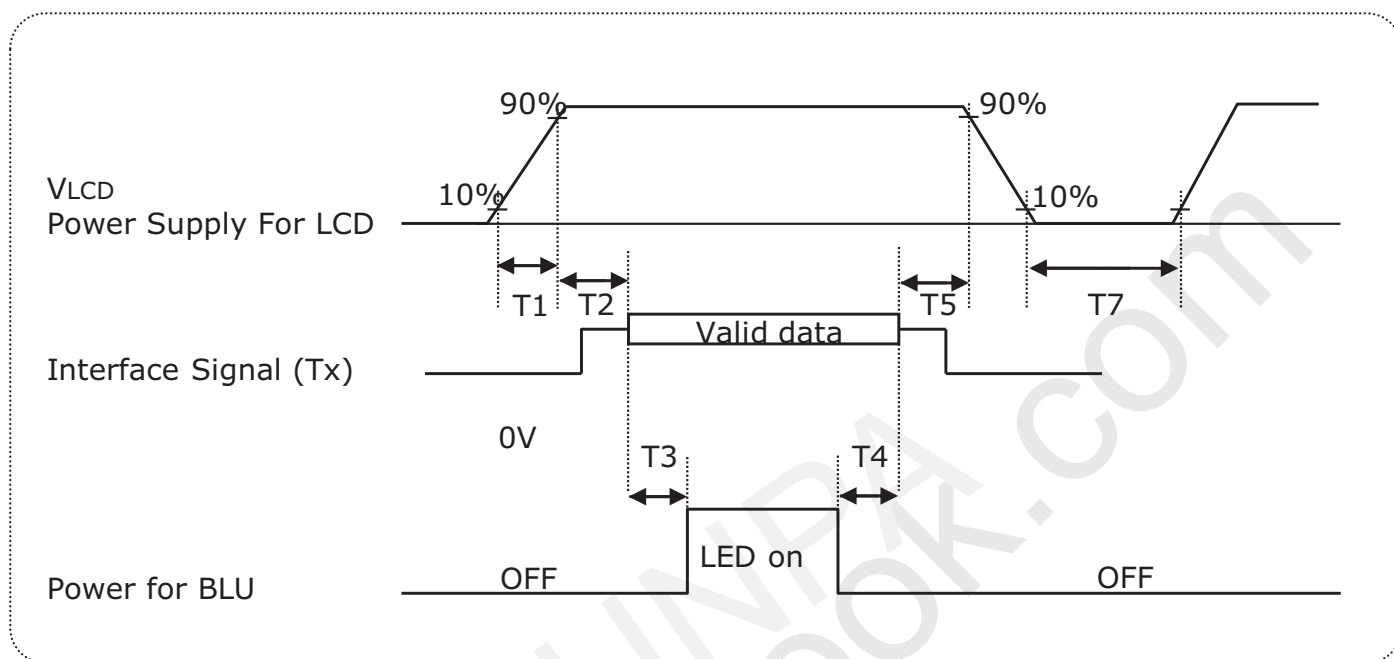 90% 90%
VLCD
10% 10%
Power Supply For LCD
T1 T2 T5 T7
Valid data
Interface Signal (Tx)
0V
T3 T4
LED on
OFF OFF
Power for BLU